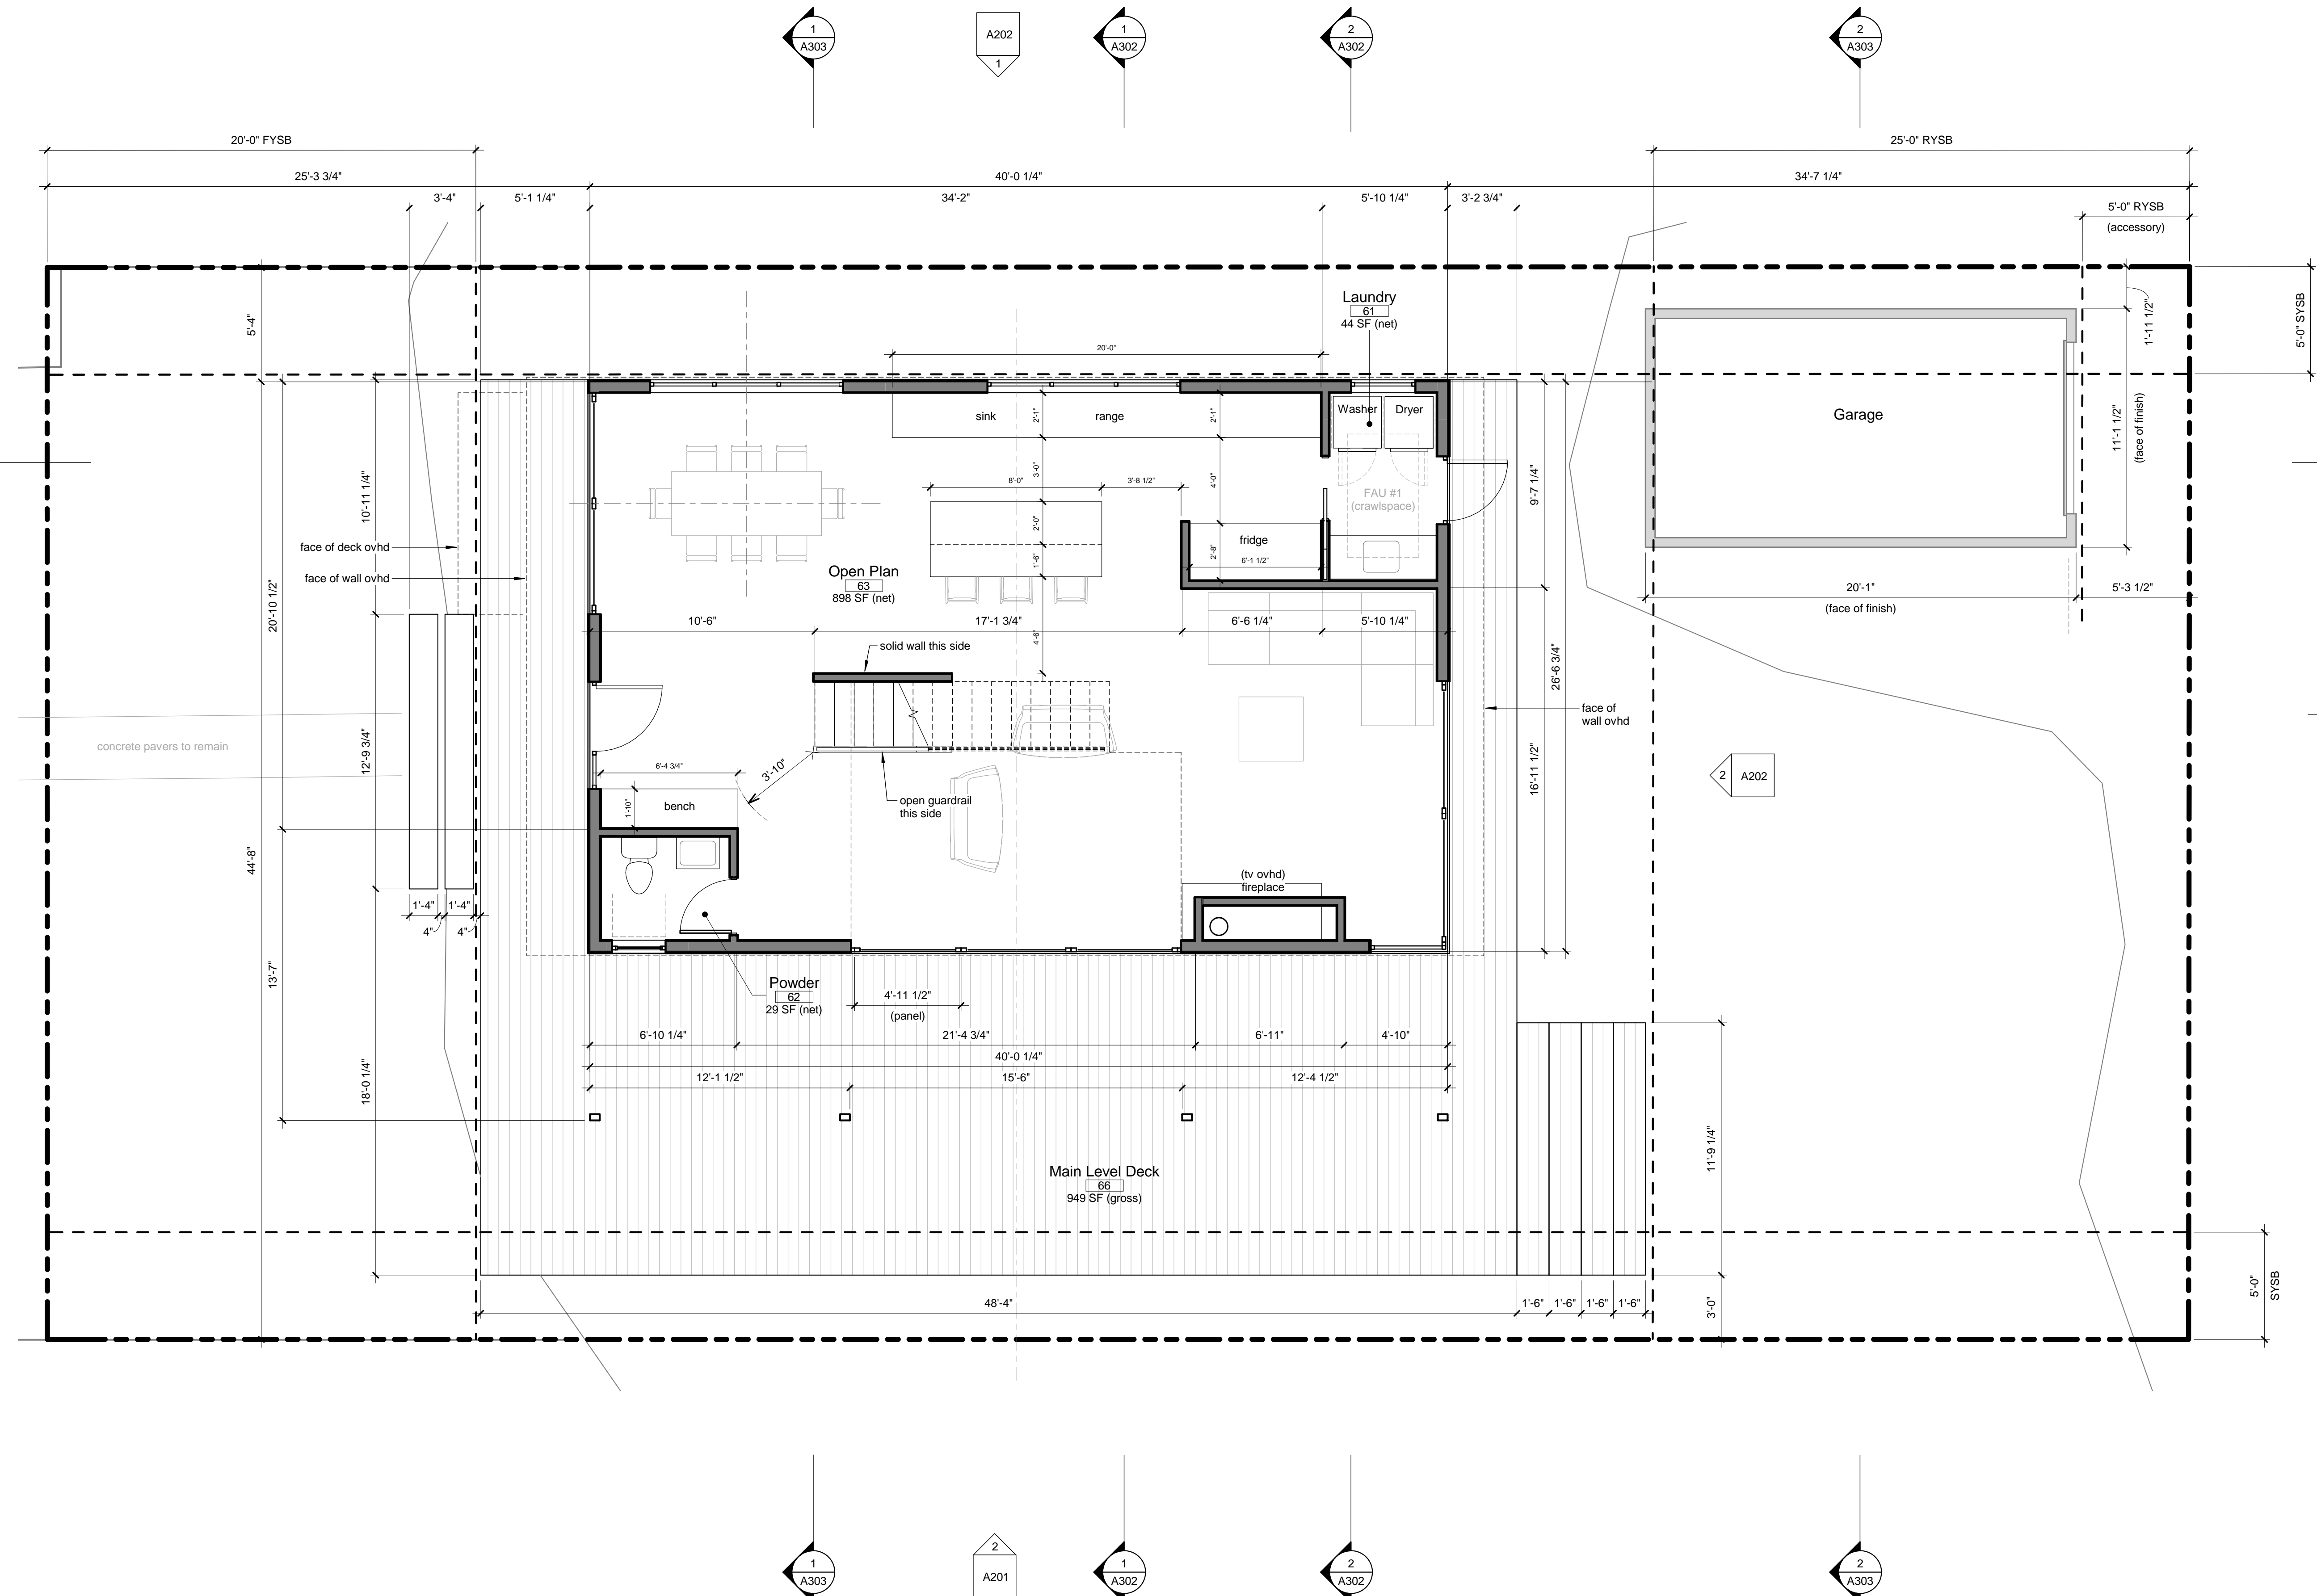 1
A303
A202
1
1
A302
2
A302
2
A303
20'-0" FYSB
25'-0" RYSB
25'-3 3/4"
40'-0 1/4"
34'-7 1/4"
3'-4"
5'-1 1/4"
34'-2"
5'-10 1/4"
3'-2 3/4"
5'-0" RYSB
(accessory)
Laundry
61
44 SF (net)
5'-4"
1'-11 1/2"
5'-0" SYSB
20'-0"
sink
range
2'-1"
2'-1"
Washer
Dryer
Garage
11'-1 1/2"
(face of finish)
10'-11 1/4"
3'-0"
4'-0"
9'-7 1/4"
8'-0"
3'-8 1/2"
FAU #1
(crawlspace)
face of deck ovhd
face of wall ovhd
2'-0"
1'-6"
fridge
2'-8"
6'-1 1/2"
Open Plan
63
898 SF (net)
20'-10 1/2"
20'-1"
(face of finish)
5'-3 1/2"
10'-6"
17'-1 3/4"
6'-6 1/4"
5'-10 1/4"
4'-6"
solid wall this side
26'-6 3/4"
face of
wall ovhd
concrete pavers to remain
12'-9 3/4"
6'-4 3/4"
3'-10"
16'-11 1/2"
2
A202
bench
1'-10"
open guardrail
this side
44'-8"
(tv ovhd)
fireplace
1'-4"
1'-4"
4"
4"
13'-7"
Powder
62
29 SF (net)
4'-11 1/2"
(panel)
6'-10 1/4"
21'-4 3/4"
6'-11"
4'-10"
40'-0 1/4"
12'-1 1/2"
15'-6"
12'-4 1/2"
18'-0 1/4"
11'-9 1/4"
Main Level Deck
66
949 SF (gross)
48'-4"
1'-6"
1'-6"
1'-6"
1'-6"
3'-0"
5'-0"
SYSB
1
A303
2
A201
1
A302
2
A302
2
A303